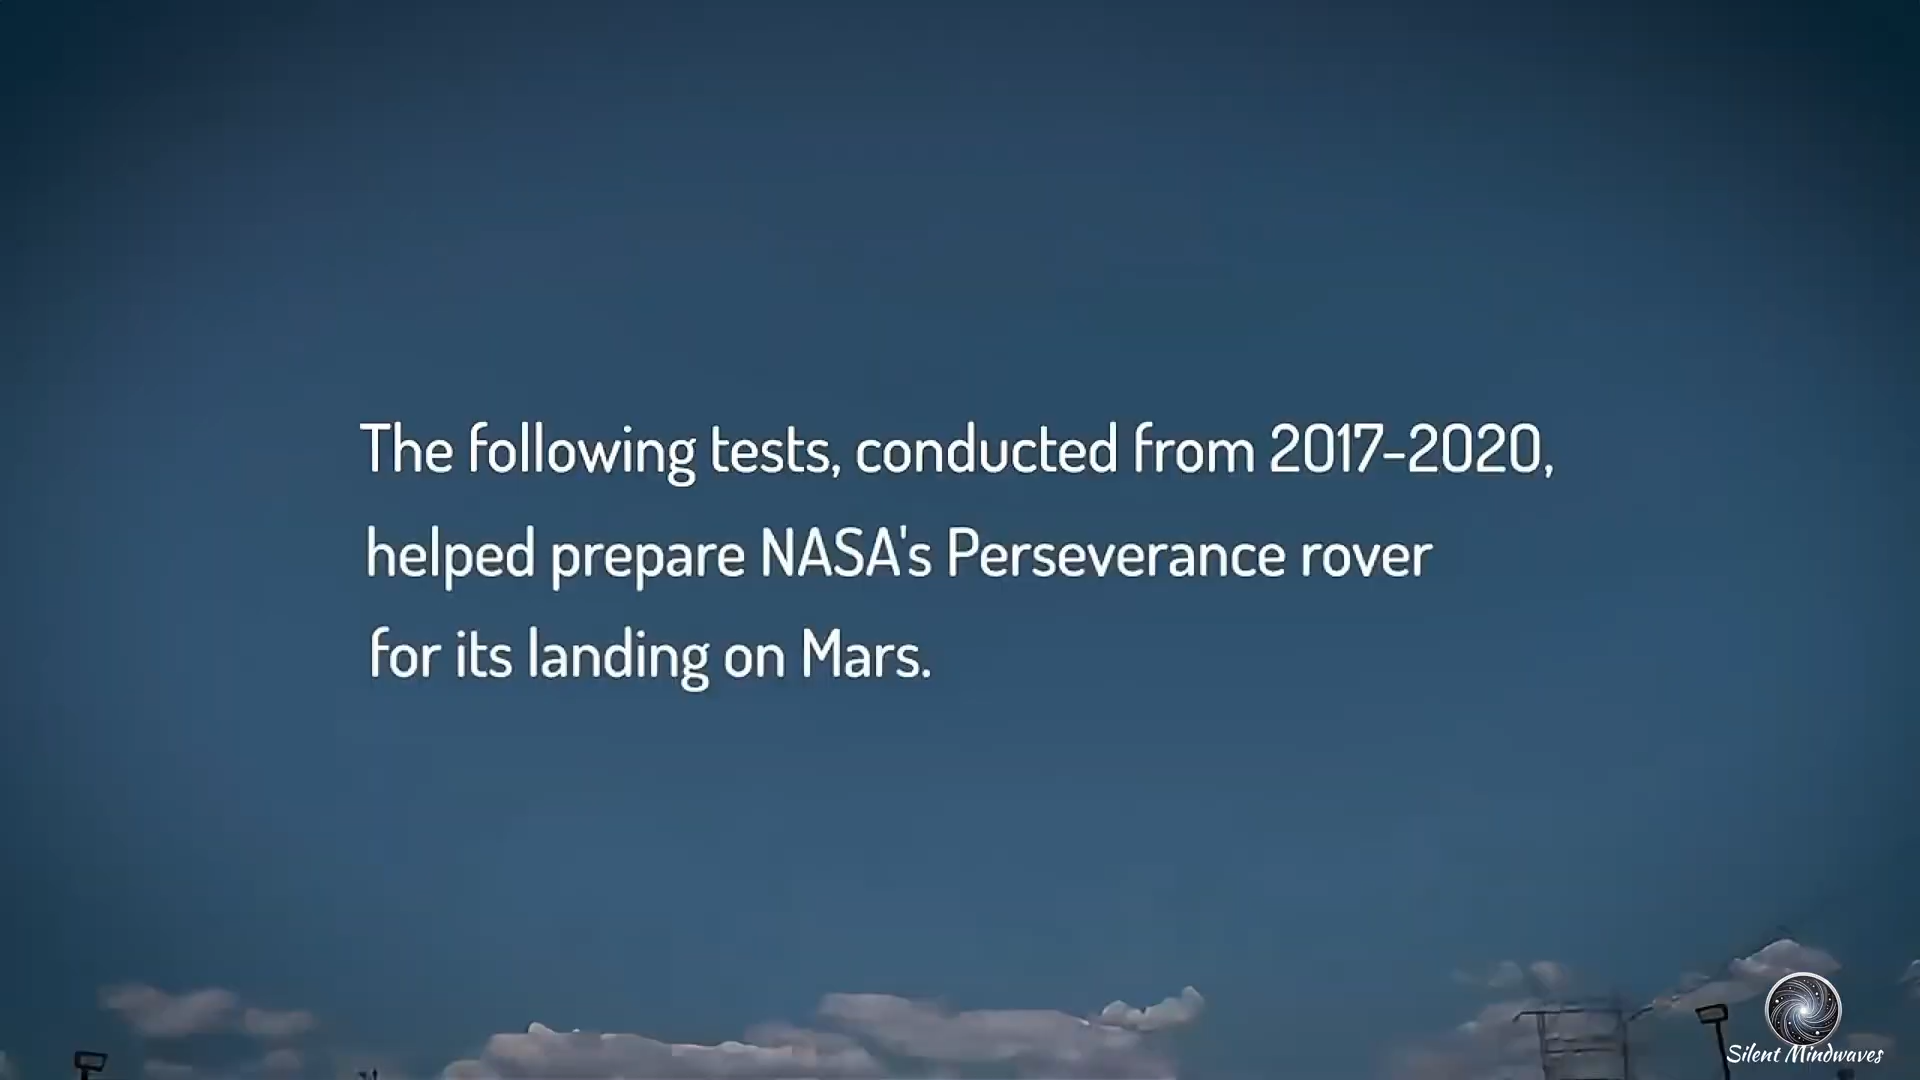 The following tests, conducted from 2017-2020,
helped prepare NASA's Perseverance rover
for its landing on Mars.
Silent Mindwaves